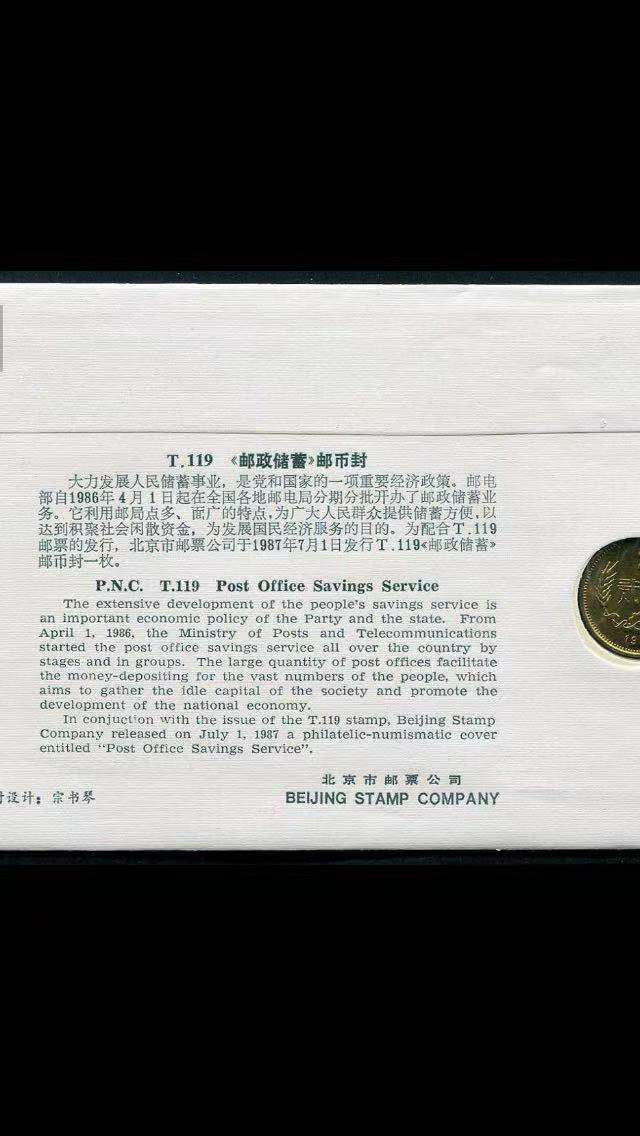 T.119 《邮政储蓄》邮币封
大力发展人民储蓄事业，是党和国家的一项重要经济政策。邮电
部自1986年4月1日起在全国各地邮电局分期分批开办了邮政储蓄业
务。它利用邮局点多、面广的特点，为广大人民群众提供储蓄方便，以
达到积聚社会闲散资金，为发展国民经济服务的目的。为配合T.119
邮票的发行，北京市邮票公司于1987年7月1日发行T.119《邮政储蓄》
邮币封一枚。
P.N.C. T.119 Post Office Savings Service
The extensive development of the people's savings service is
an important economic policy of the Party and the state. From
April 1, 1986, the Ministry of Posts and Telecommunications
started the post office savings service all over the country by
stages and in groups. The large quantity of post offices facilitate
the money-depositing for the vast numbers of the people, which
aims to gather the idle capital of the society and promote the
development of the national economy.
In conjuction with the issue of the T.119 stamp, Beijing Stamp
Company released on July 1, 1987 a philatelic-numismatic cover
entitled "Post Office Savings Service".
北京市邮票公司
BEIJING STAMP COMPANY
设计：宗书琴
贰
19